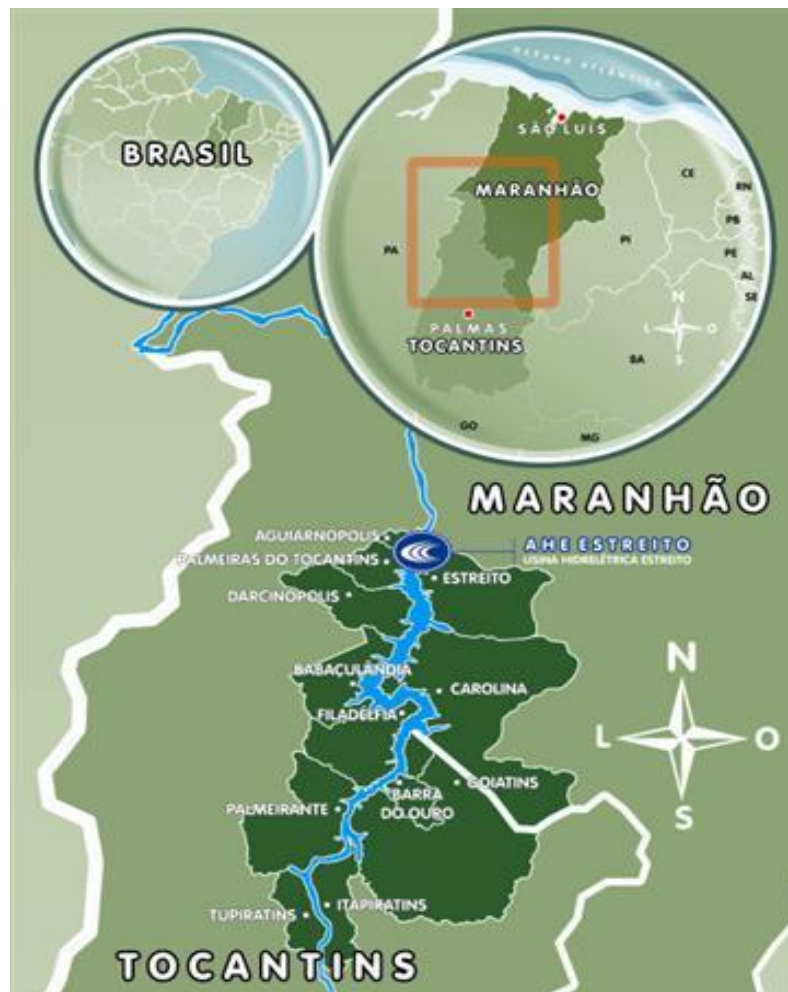 BRASIL
OCEANO ATLÂNTICO
SÃO LUÍS
MARANHÃO
CE
RN
PB
PE
AL
SE
PA
PI
BA
PALMAS
TOCANTINS
GO
MG
N
L
O
S
MARANHÃO
AGUIARNÓPOLIS
PALMEIRAS DO TOCANTINS
AHE ESTREITO
USINA HIDRELÉTRICA ESTREITO
ESTREITO
DARCINÓPOLIS
BABAÇULÂNDIA
CAROLINA
FILADÉLFIA
GOIATINS
BARRA
DO OURO
PALMEIRANTE
ITAPIRATINS
TUPIRATINS
N
L
O
S
TOCANTINS